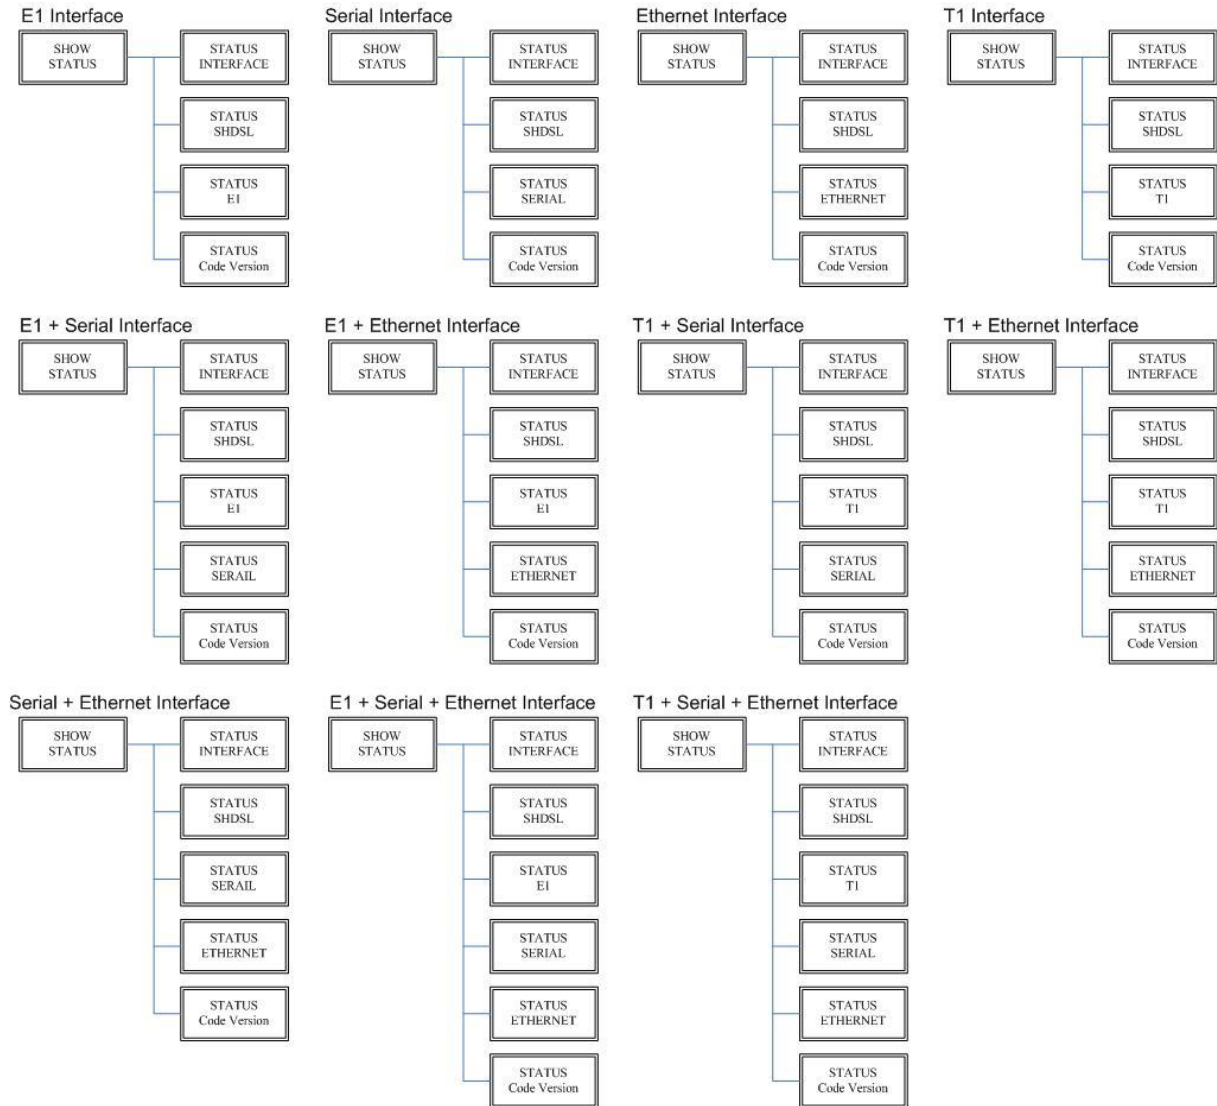 E1 Interface
SHOW
STATUS
STATUS
INTERFACE
STATUS
SHDSL
STATUS
E1
STATUS
Code Version
Serial Interface
SHOW
STATUS
STATUS
INTERFACE
STATUS
SHDSL
STATUS
SERIAL
STATUS
Code Version
Ethernet Interface
SHOW
STATUS
STATUS
INTERFACE
STATUS
SHDSL
STATUS
ETHERNET
STATUS
Code Version
T1 Interface
SHOW
STATUS
STATUS
INTERFACE
STATUS
SHDSL
STATUS
T1
STATUS
Code Version
E1 + Serial Interface
SHOW
STATUS
STATUS
INTERFACE
STATUS
SHDSL
STATUS
E1
STATUS
SERAIL
STATUS
Code Version
E1 + Ethernet Interface
SHOW
STATUS
STATUS
INTERFACE
STATUS
SHDSL
STATUS
E1
STATUS
ETHERNET
STATUS
Code Version
T1 + Serial Interface
SHOW
STATUS
STATUS
INTERFACE
STATUS
SHDSL
STATUS
T1
STATUS
SERIAL
STATUS
Code Version
T1 + Ethernet Interface
SHOW
STATUS
STATUS
INTERFACE
STATUS
SHDSL
STATUS
T1
STATUS
ETHERNET
STATUS
Code Version
Serial + Ethernet Interface
SHOW
STATUS
STATUS
INTERFACE
STATUS
SHDSL
STATUS
SERAIL
STATUS
ETHERNET
STATUS
Code Version
E1 + Serial + Ethernet Interface
SHOW
STATUS
STATUS
INTERFACE
STATUS
SHDSL
STATUS
E1
STATUS
SERIAL
STATUS
ETHERNET
STATUS
Code Version
T1 + Serial + Ethernet Interface
SHOW
STATUS
STATUS
INTERFACE
STATUS
SHDSL
STATUS
T1
STATUS
SERIAL
STATUS
ETHERNET
STATUS
Code Version